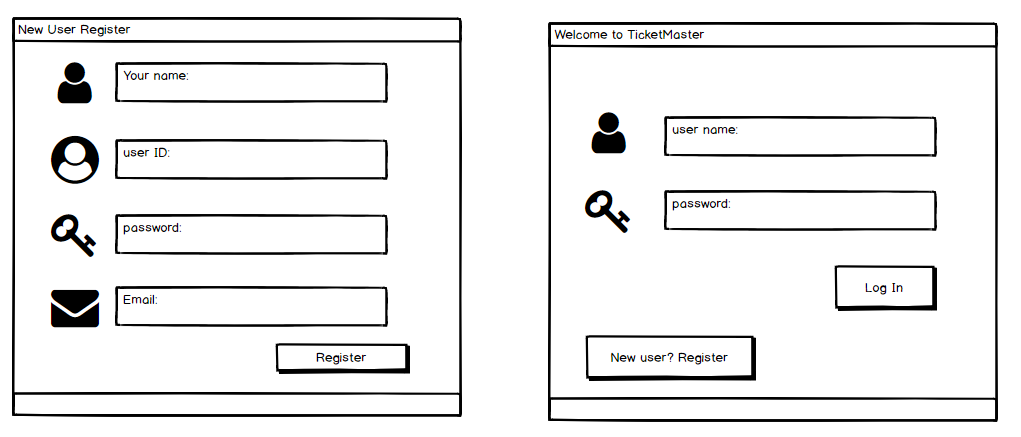 New User Register
Your name:
user ID:
password:
Email:
Register
Welcome to TicketMaster
user name:
password:
Log In
New user? Register